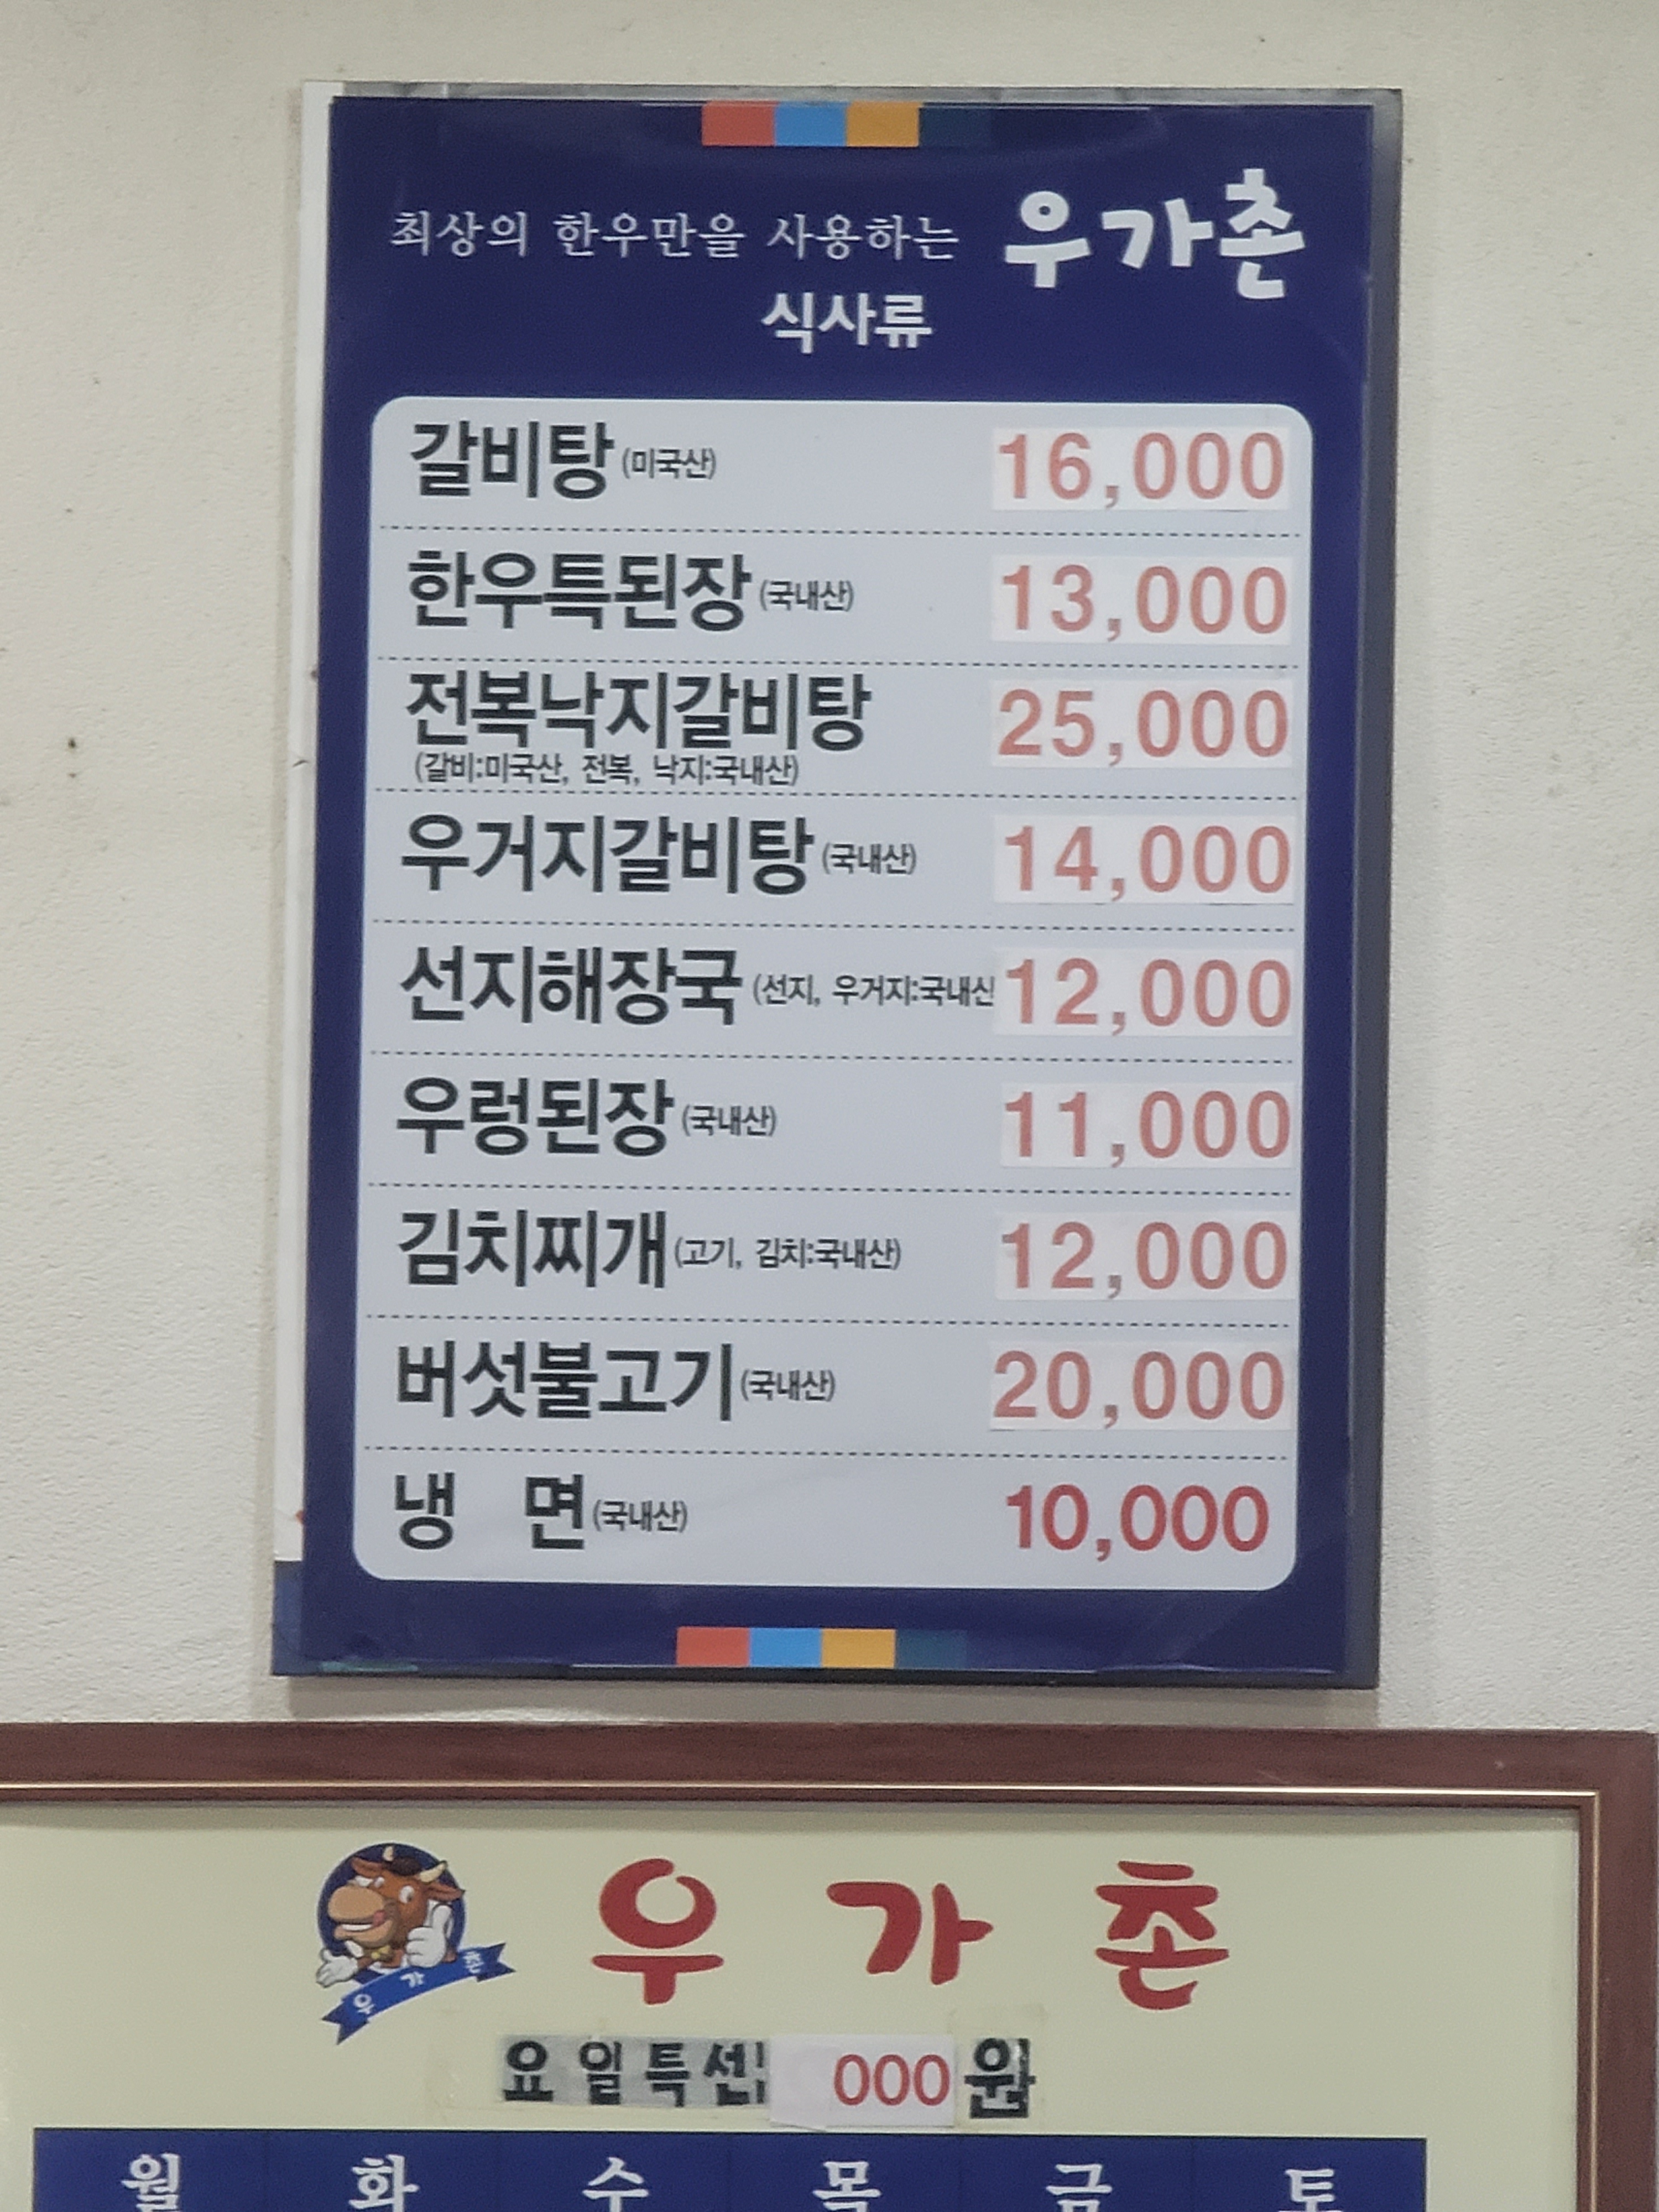 최상의 한우만을 사용하는 우가촌
식사류
갈비탕 (미국산) 16,000
한우특된장 (국내산) 13,000
전복낙지갈비탕 25,000
(갈비:미국산, 전복, 낙지:국내산)
우거지갈비탕 (국내산) 14,000
선지해장국 (선지, 우거지:국내산 12,000
우렁된장 (국내산) 11,000
김치찌개 (고기, 김치:국내산) 12,000
버섯불고기 (국내산) 20,000
냉 면 (국내산) 10,000
우가촌
우 가 촌
요일특선! 000원
월 화 수 목 금 토